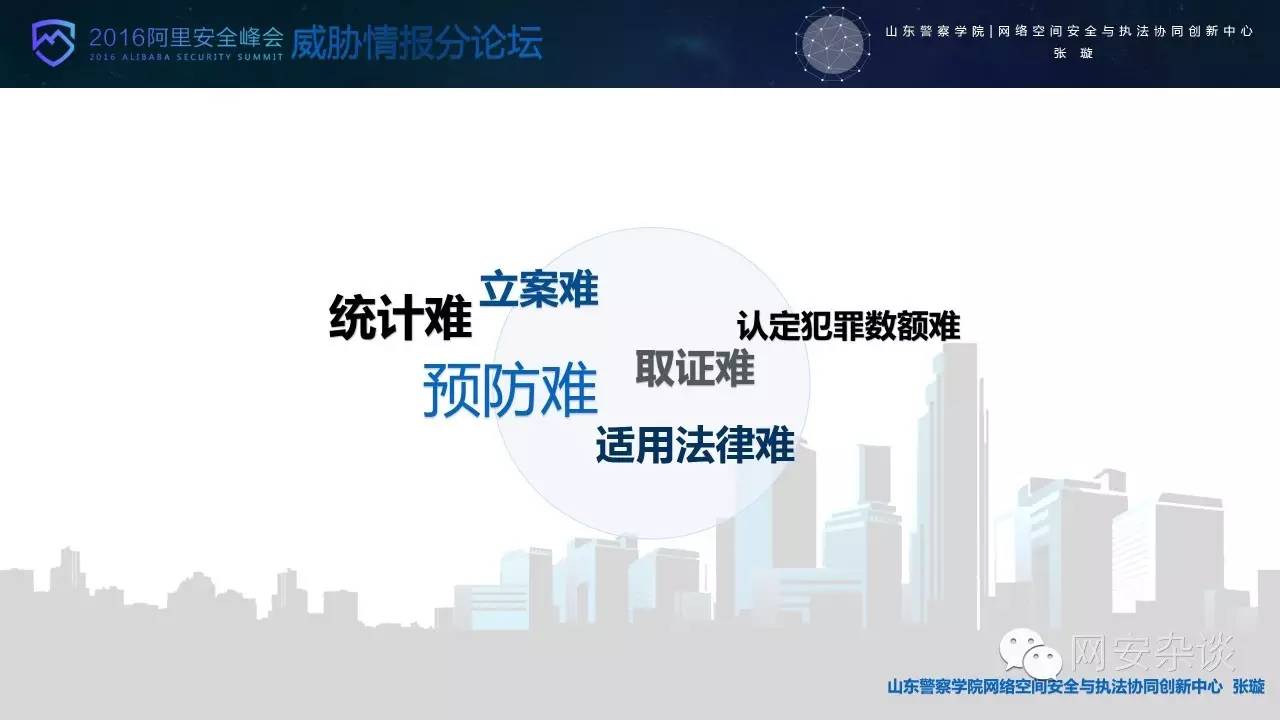 2016阿里安全峰会 威胁情报分论坛
2016 ALIBABA SECURITY SUMMIT
山东警察学院|网络空间安全与执法协同创新中心
张 璇
立案难
统计难
认定犯罪数额难
取证难
预防难
适用法律难
网安杂谈
山东警察学院网络空间安全与执法协同创新中心 张璇